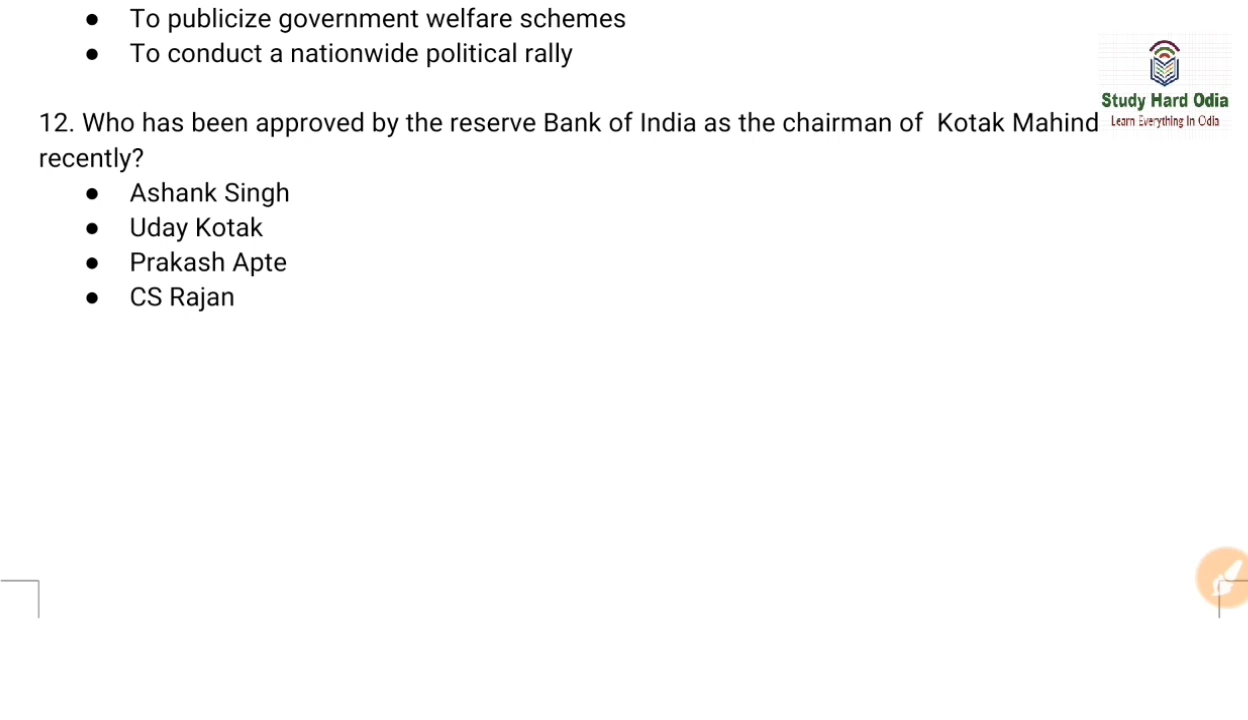 ● To publicize government welfare schemes
● To conduct a nationwide political rally
Study Hard Odia
Learn Everything In Odia
12. Who has been approved by the reserve Bank of India as the chairman of Kotak Mahind
recently?
● Ashank Singh
● Uday Kotak
● Prakash Apte
● CS Rajan